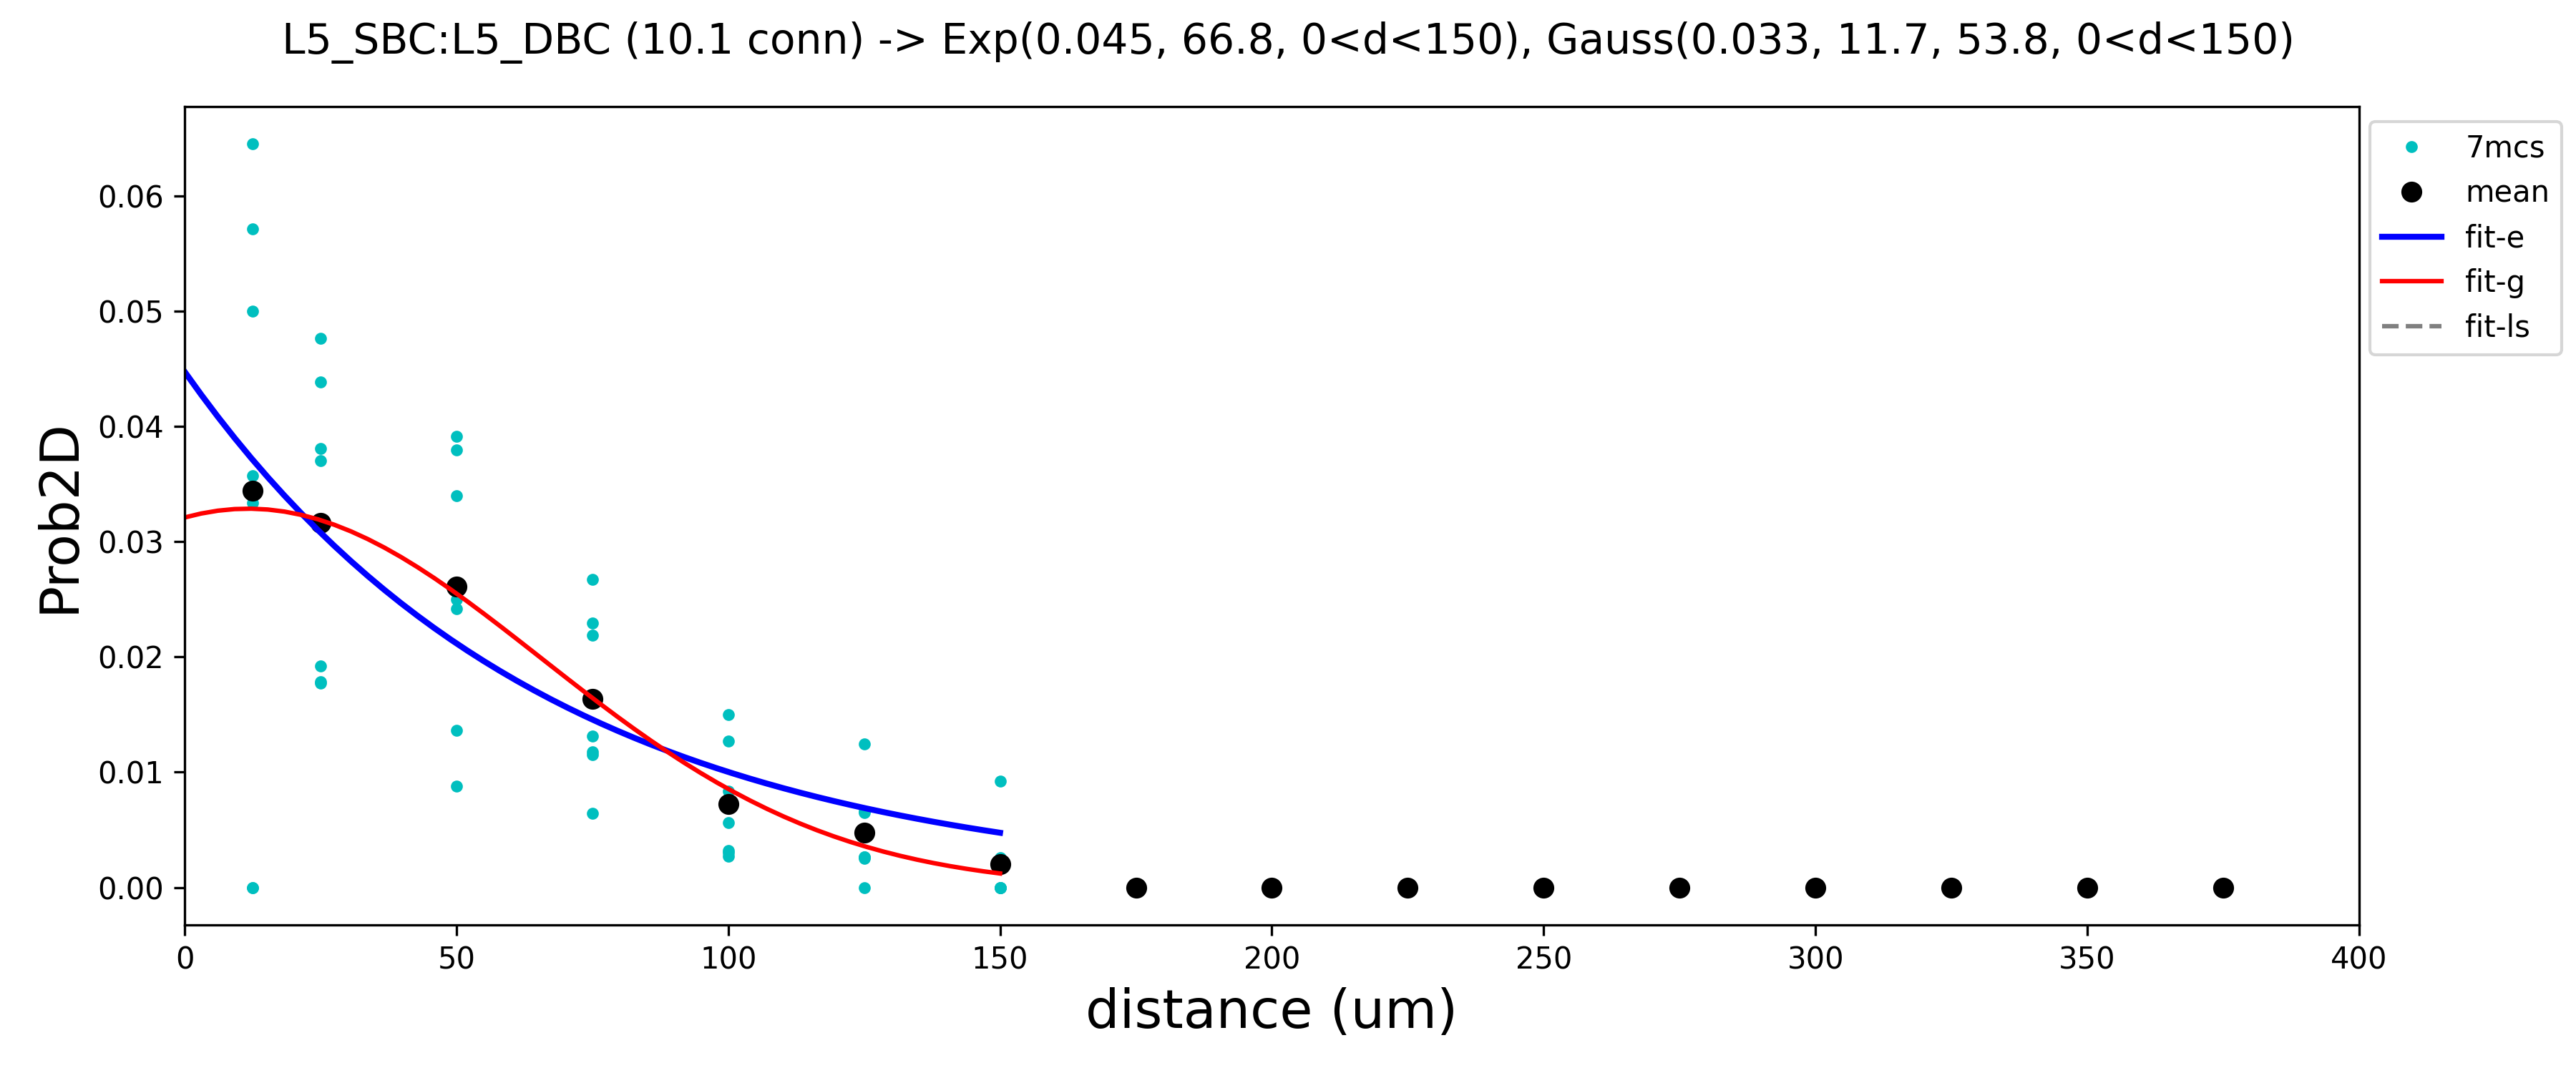 L5_SBC:L5_DBC (10.1 conn) -> Exp(0.045, 66.8, 0<d<150), Gauss(0.033, 11.7, 53.8, 0<d<150)
7mcs
mean
fit-e
fit-g
fit-ls
Prob2D
0.06
0.05
0.04
0.03
0.02
0.01
0.00
0 50 100 150 200 250 300 350 400
distance (um)